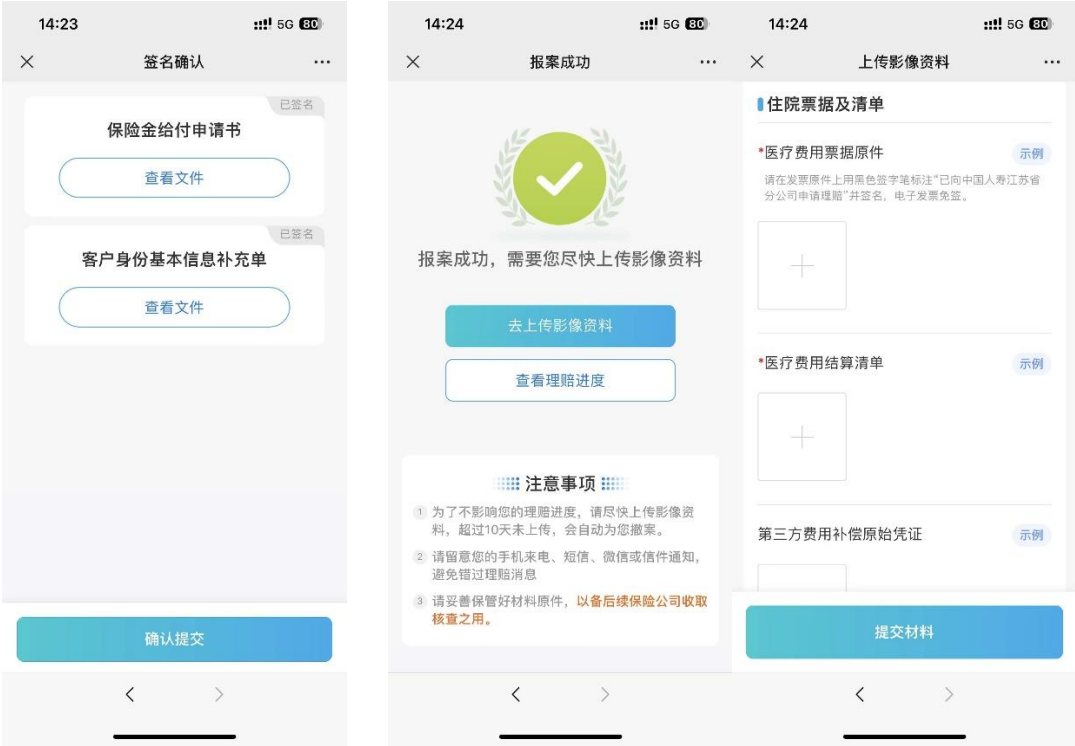 14:23
5G 80
签名确认
已签名
保险金给付申请书
查看文件
已签名
客户身份基本信息补充单
查看文件
确认提交
14:24
5G 80
报案成功
报案成功，需要您尽快上传影像资料
去上传影像资料
查看理赔进度
注意事项
1 为了不影响您的理赔进度，请尽快上传影像资
料，超过10天未上传，会自动为您撤案。
2 请留意您的手机来电、短信、微信或信件通知，
避免错过理赔消息
3 请妥善保管好材料原件，以备后续保险公司收取
核查之用。
14:24
5G 80
上传影像资料
住院票据及清单
*医疗费用票据原件
示例
请在发票原件上用黑色签字笔标注“已向中国人寿江苏省
分公司申请理赔”并签名，电子发票免签。
*医疗费用结算清单
示例
第三方费用补偿原始凭证
示例
提交材料